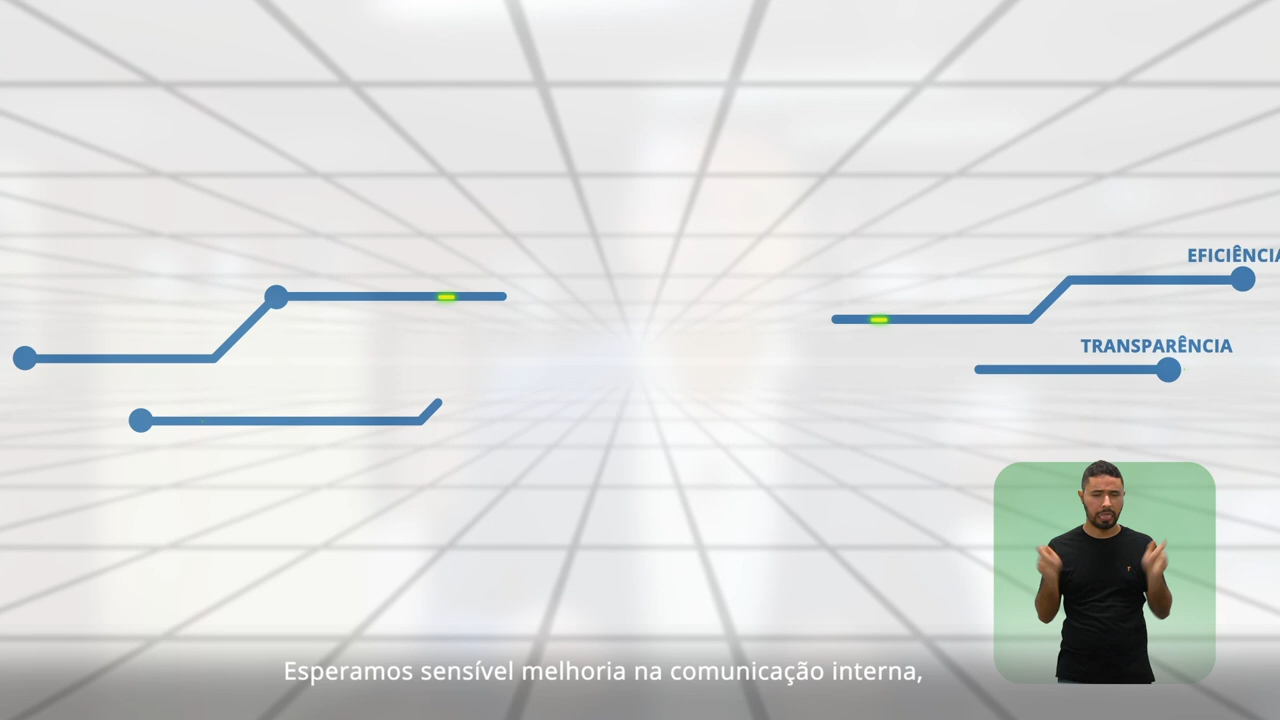 EFICIÊNCIA
TRANSPARÊNCIA
Esperamos sensível melhoria na comunicação interna,